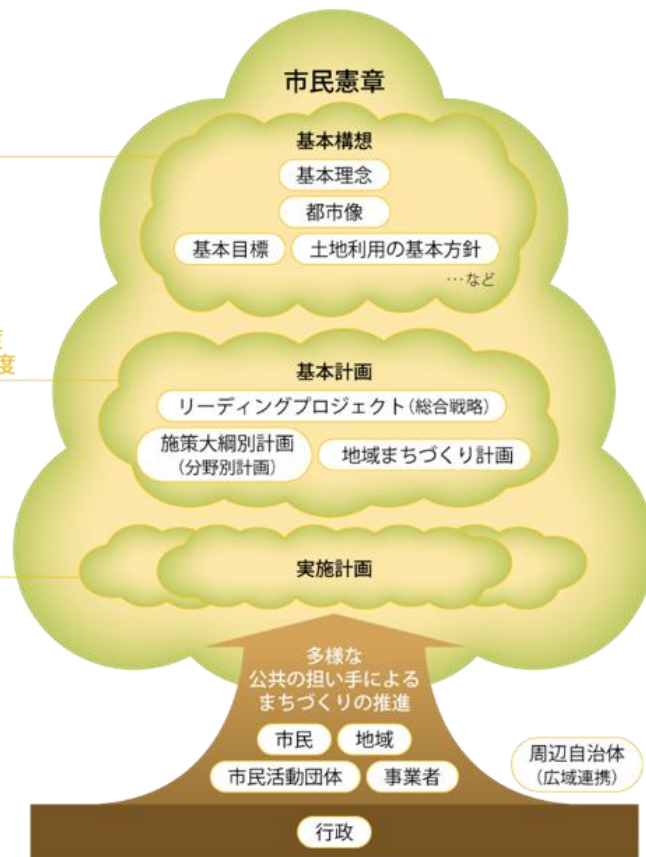 市民憲章
基本構想
基本理念
都市像
基本目標
土地利用の基本方針
…など
度
基本計画
リーディングプロジェクト(総合戦略)
施策大綱別計画
(分野別計画)
地域まちづくり計画
実施計画
多様な
公共の担い手による
まちづくりの推進
市民
地域
市民活動団体
事業者
周辺自治体
(広域連携)
行政